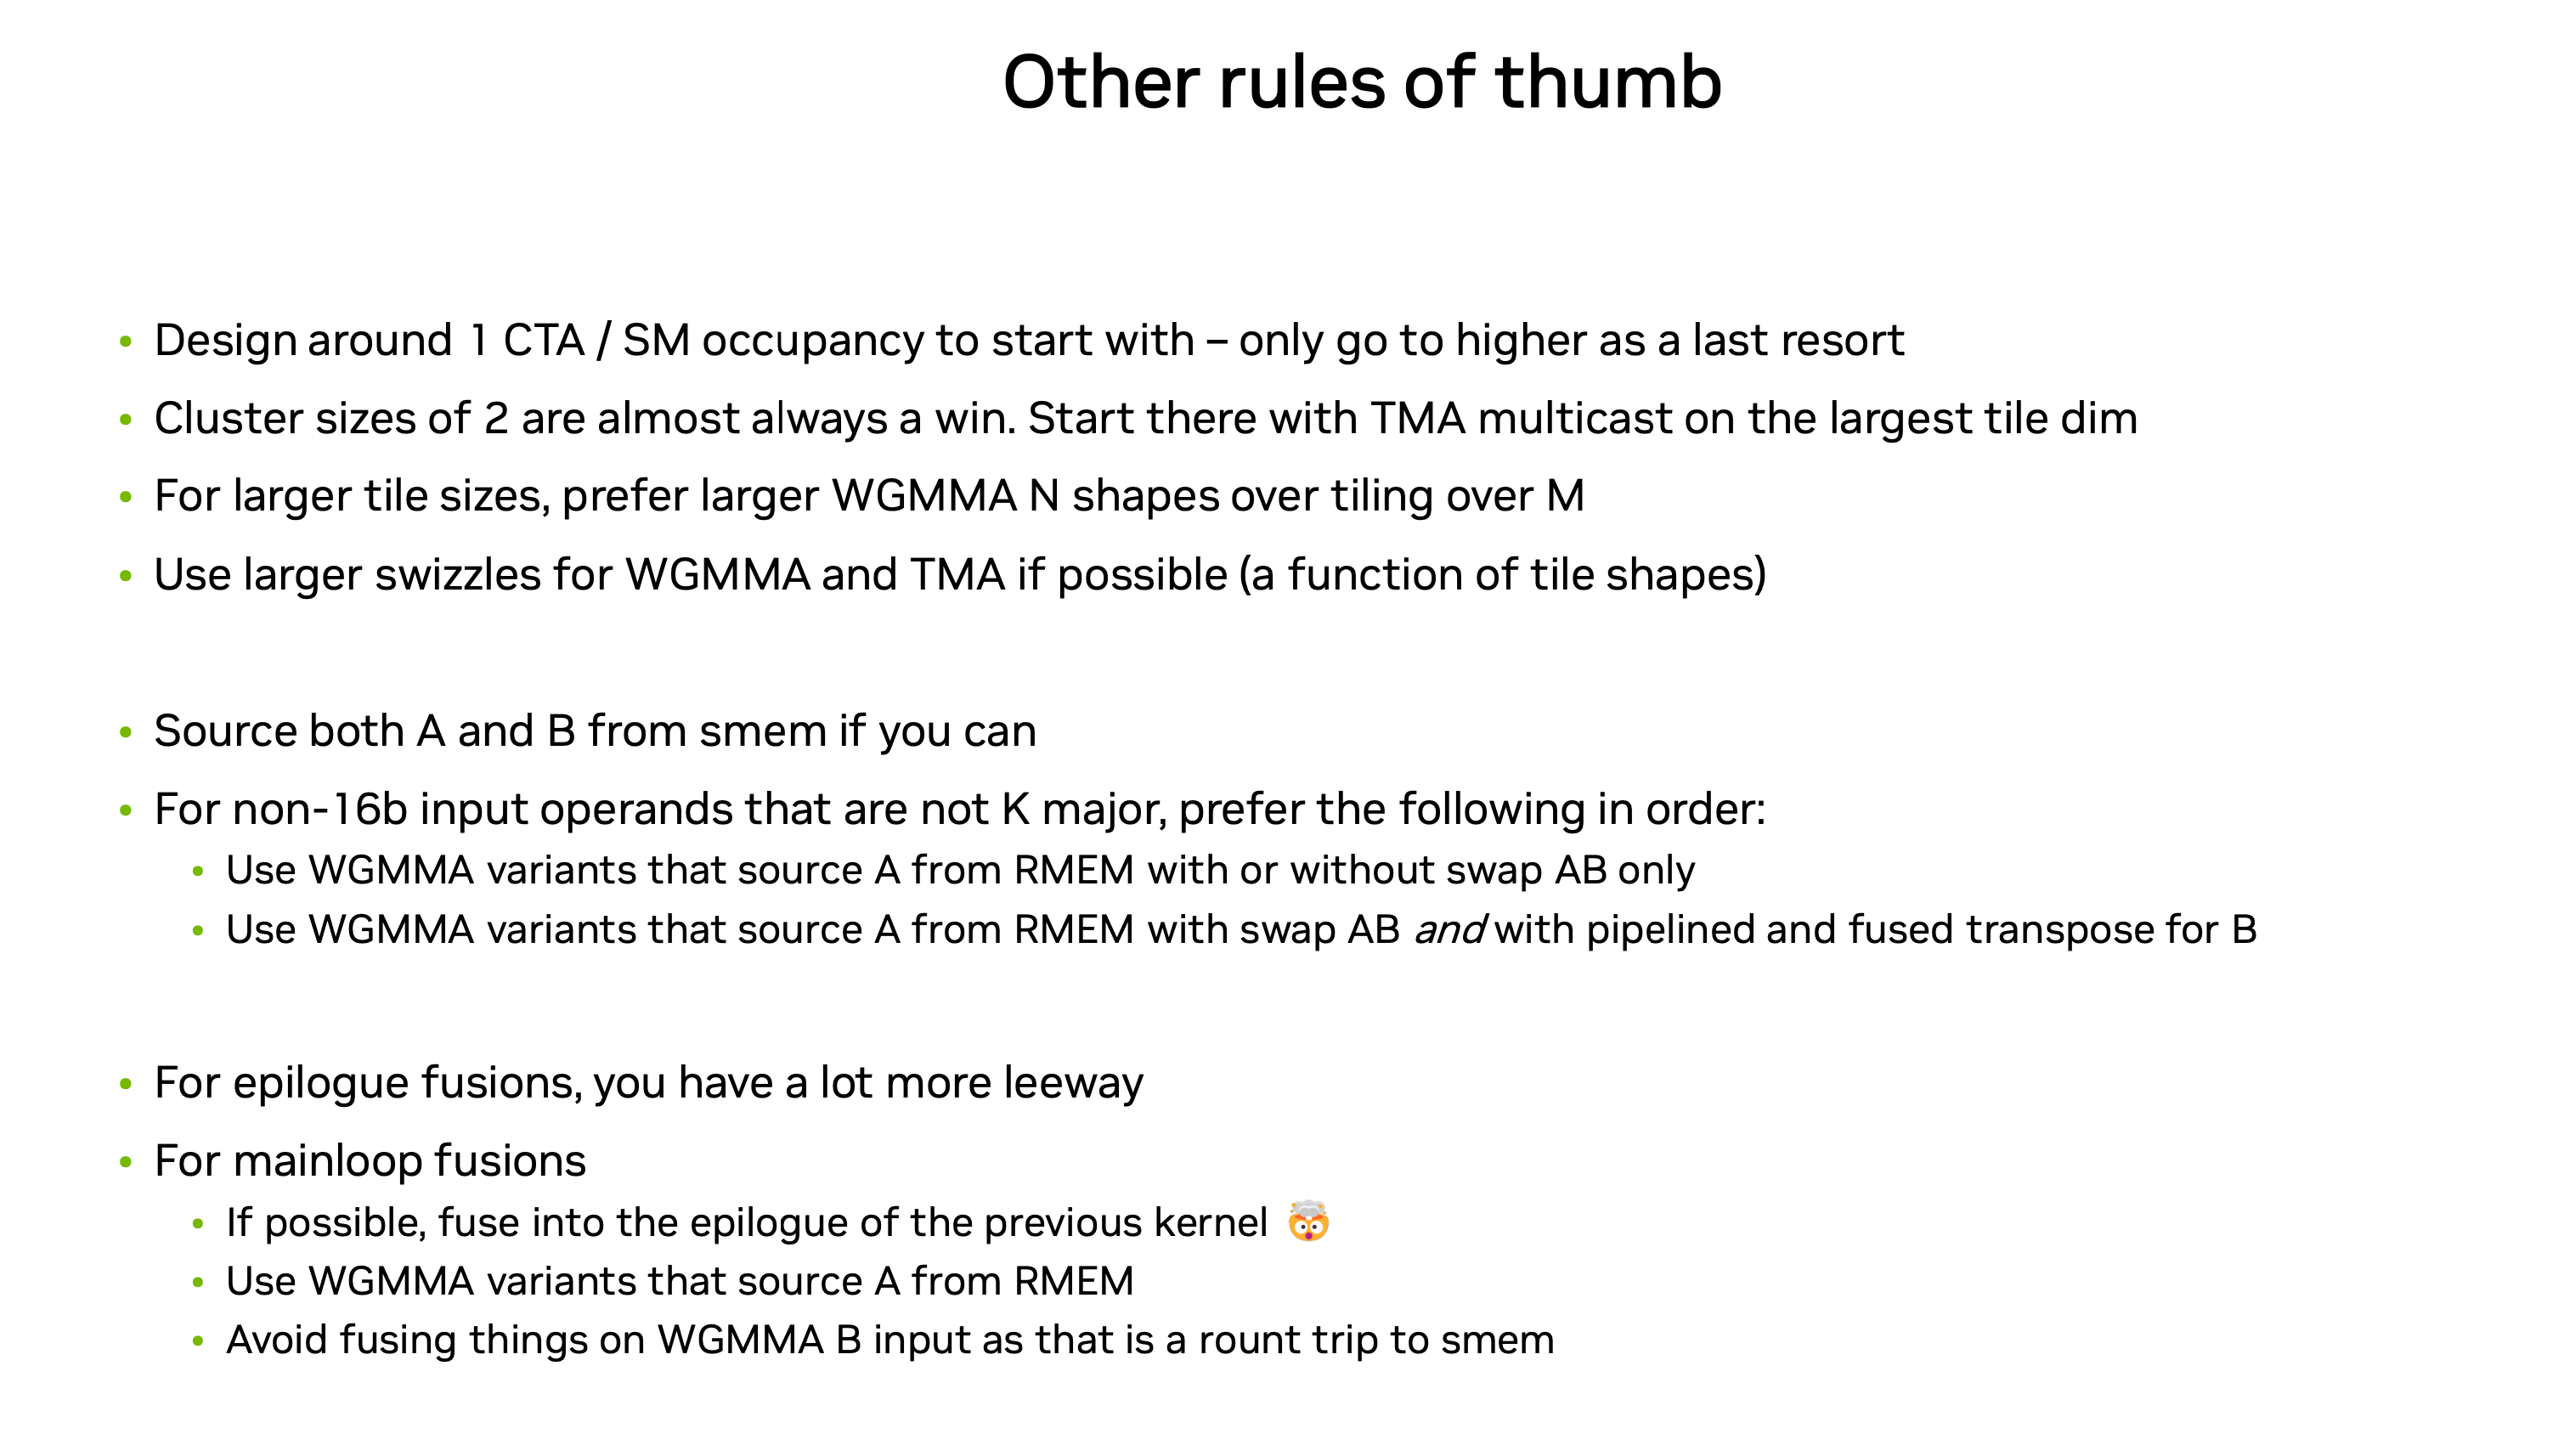 Other rules of thumb
• Design around 1 CTA / SM occupancy to start with – only go to higher as a last resort
• Cluster sizes of 2 are almost always a win. Start there with TMA multicast on the largest tile dim
• For larger tile sizes, prefer larger WGMMA N shapes over tiling over M
• Use larger swizzles for WGMMA and TMA if possible (a function of tile shapes)
• Source both A and B from smem if you can
• For non-16b input operands that are not K major, prefer the following in order:
• Use WGMMA variants that source A from RMEM with or without swap AB only
• Use WGMMA variants that source A from RMEM with swap AB and with pipelined and fused transpose for B
• For epilogue fusions, you have a lot more leeway
• For mainloop fusions
• If possible, fuse into the epilogue of the previous kernel 🤯
• Use WGMMA variants that source A from RMEM
• Avoid fusing things on WGMMA B input as that is a rount trip to smem